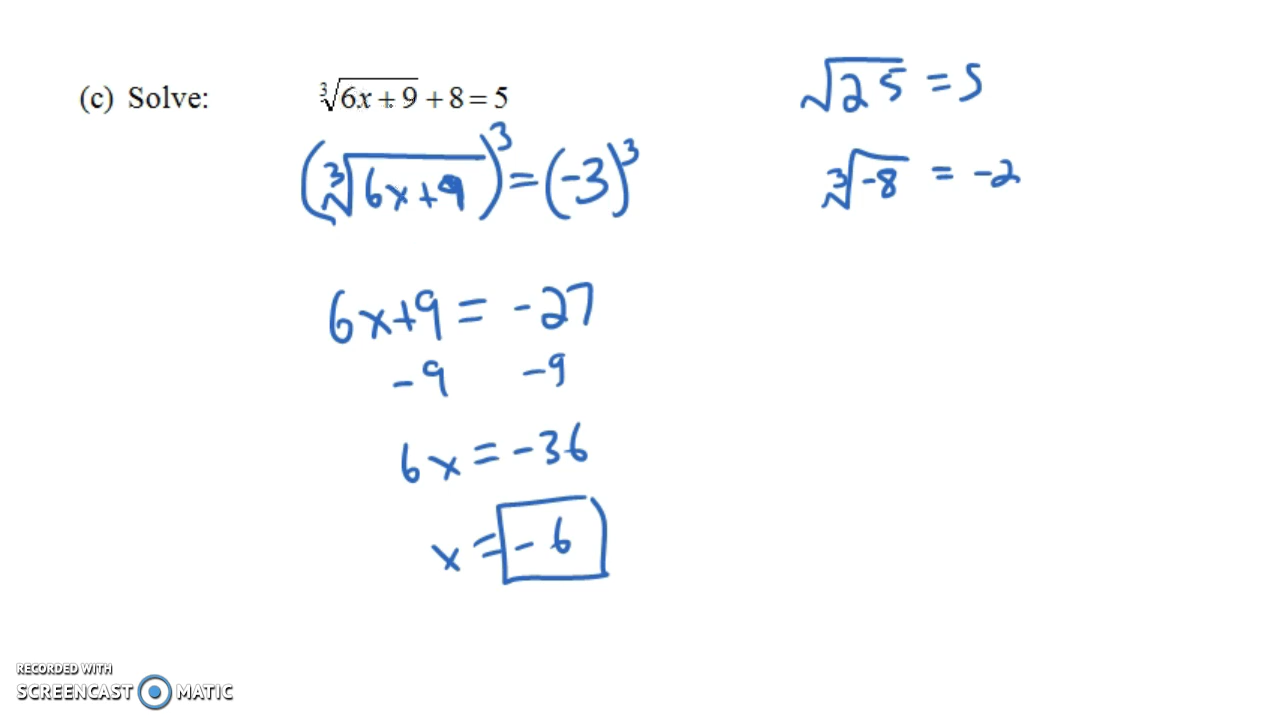 (c) Solve: ∛(6x + 9) + 8 = 5
(∛(6x+9))³ = (-3)³
6x+9 = -27
-9 -9
6x = -36
x = -6
√25 = 5
∛-8 = -2
RECORDED WITH
SCREENCAST MATIC